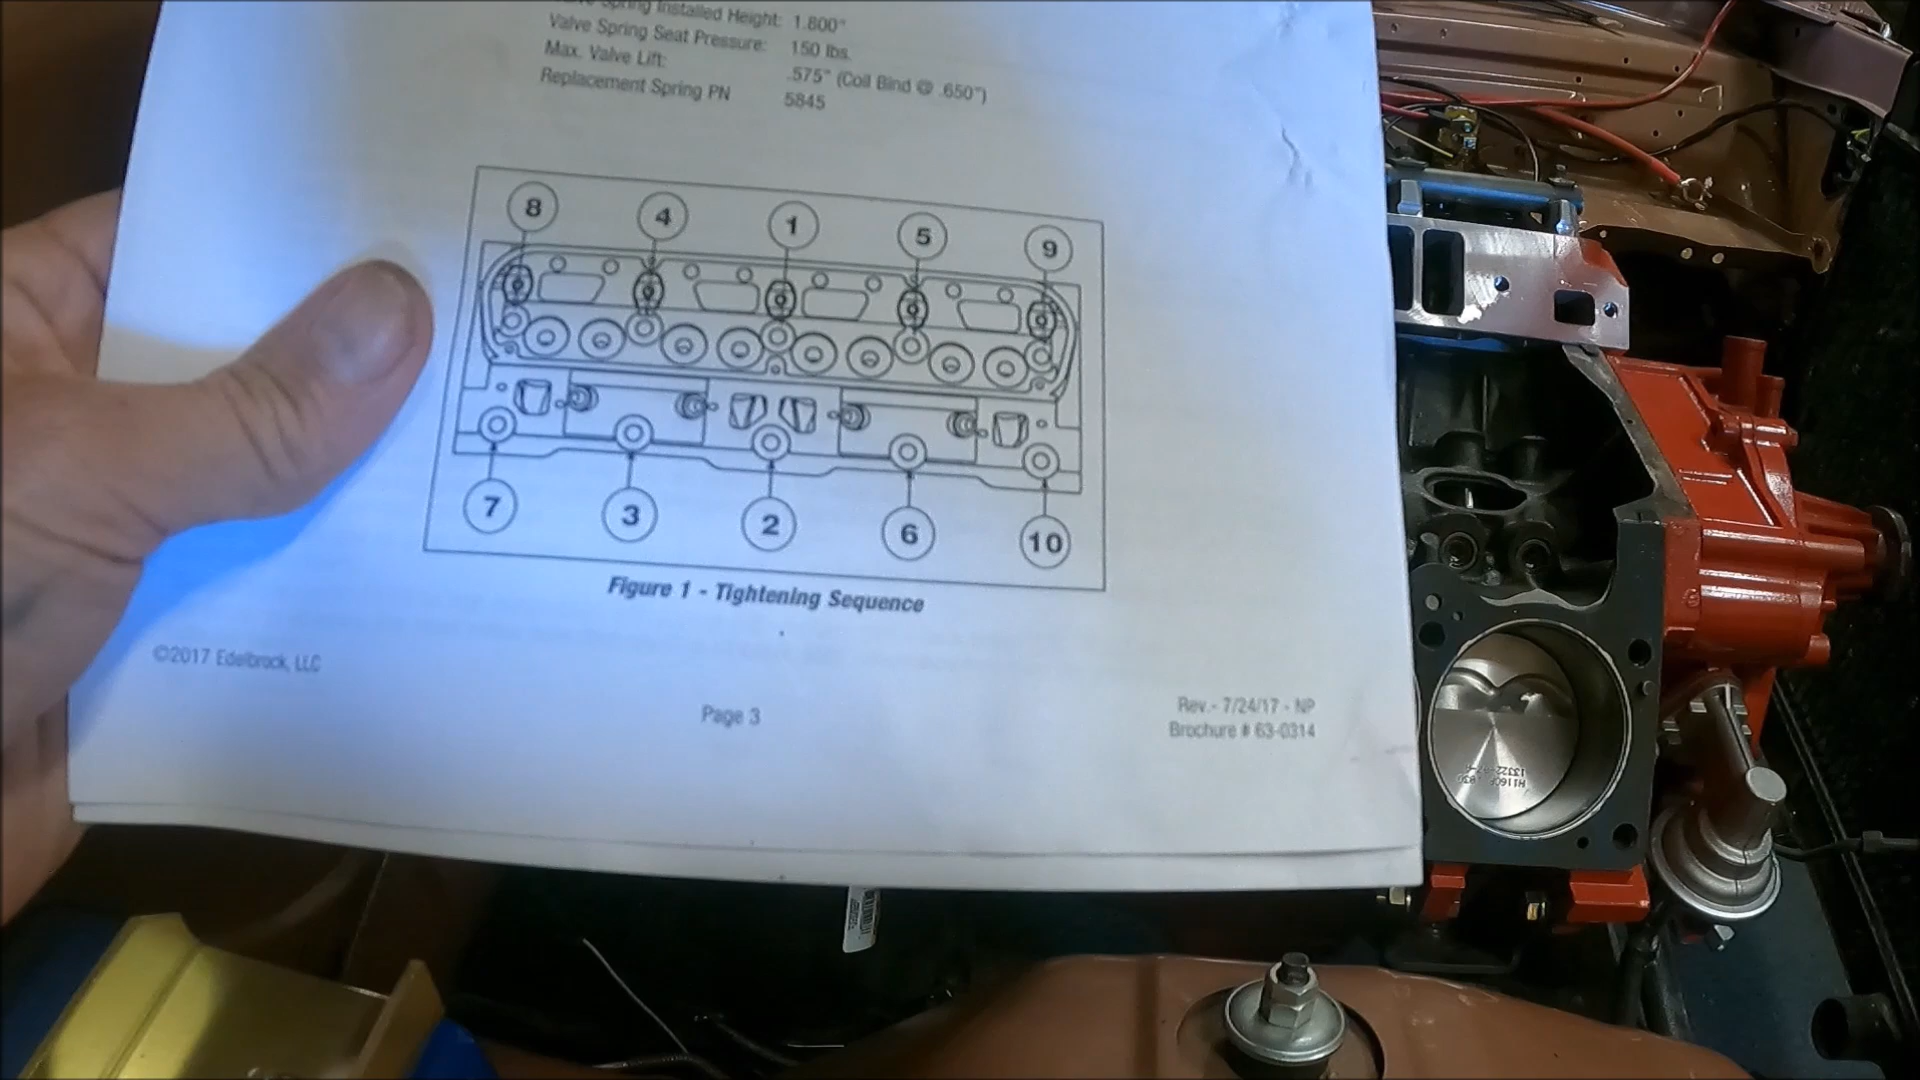 Spring Installed Height: 1.800"
Valve Spring Seat Pressure: 150 lbs.
Max. Valve Lift: .575" (Coil Bind @ .650")
Replacement Spring PN 5845
8 4 1 5 9
7 3 2 6 10
Figure 1 - Tightening Sequence
©2017 Edelbrock, LLC
Page 3
Rev.- 7/24/17 - NP
Brochure # 63-0314